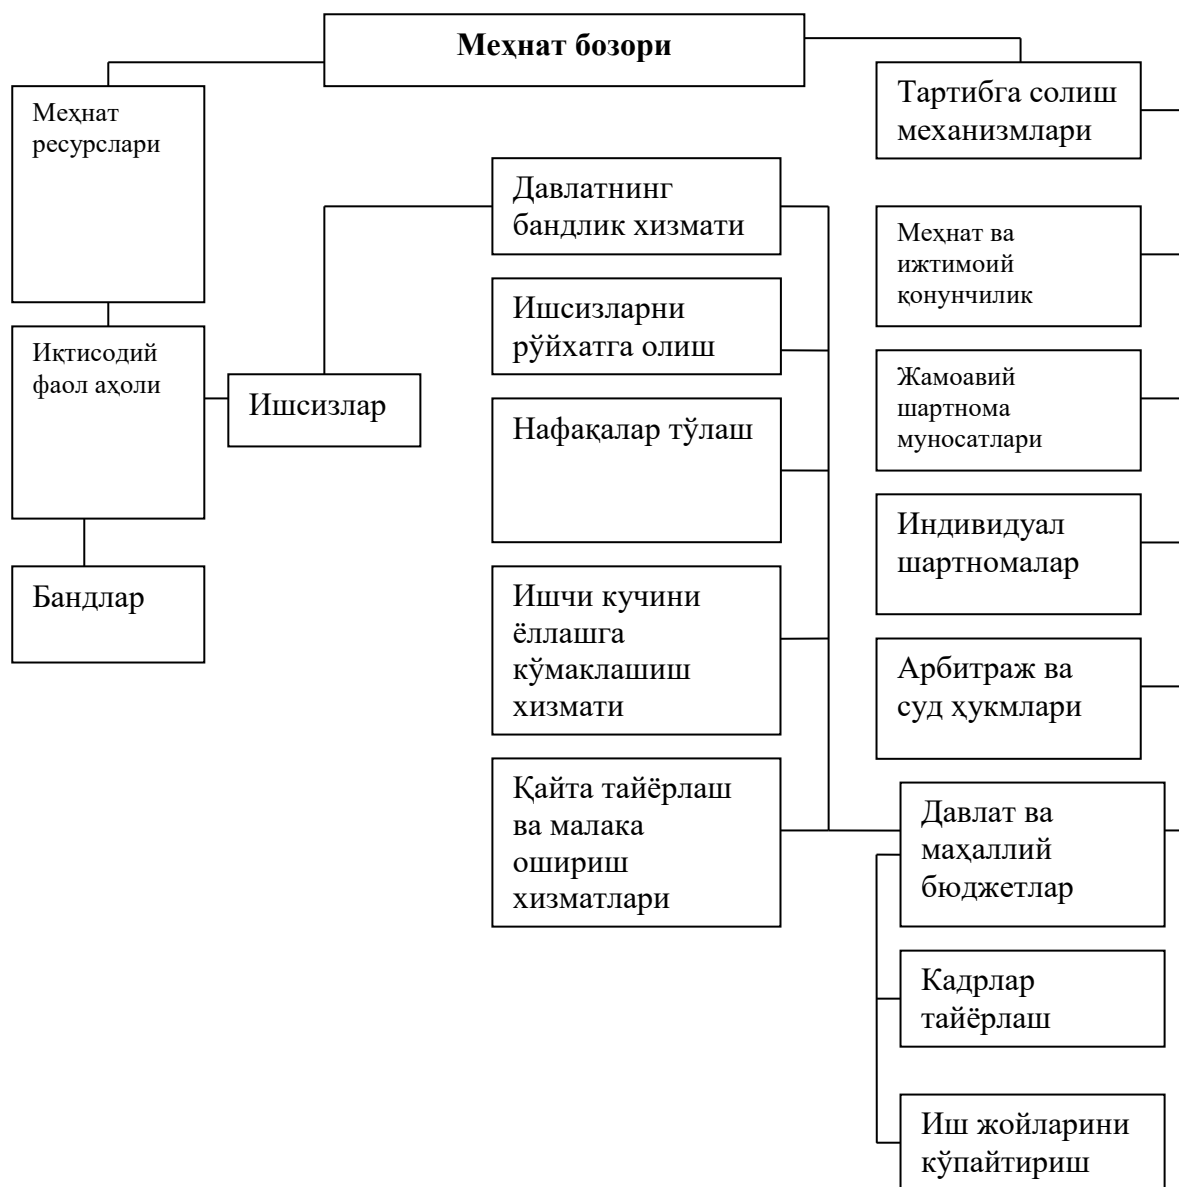 Меҳнат бозори
Меҳнат
ресурслари
Тартибга солиш
механизмлари
Давлатнинг
бандлик хизмати
Меҳнат ва
ижтимоий
қонунчилик
Ишсизларни
рўйхатга олиш
Иқтисодий
фаол аҳоли
Ишсизлар
Жамоавий
шартнома
муносатлари
Нафақалар тўлаш
Индивидуал
шартномалар
Бандлар
Ишчи кучини
ёллашга
кўмаклашиш
хизмати
Арбитраж ва
суд ҳукмлари
Қайта тайёрлаш
ва малака
ошириш
хизматлари
Давлат ва
маҳаллий
бюджетлар
Кадрлар
тайёрлаш
Иш жойларини
кўпайтириш